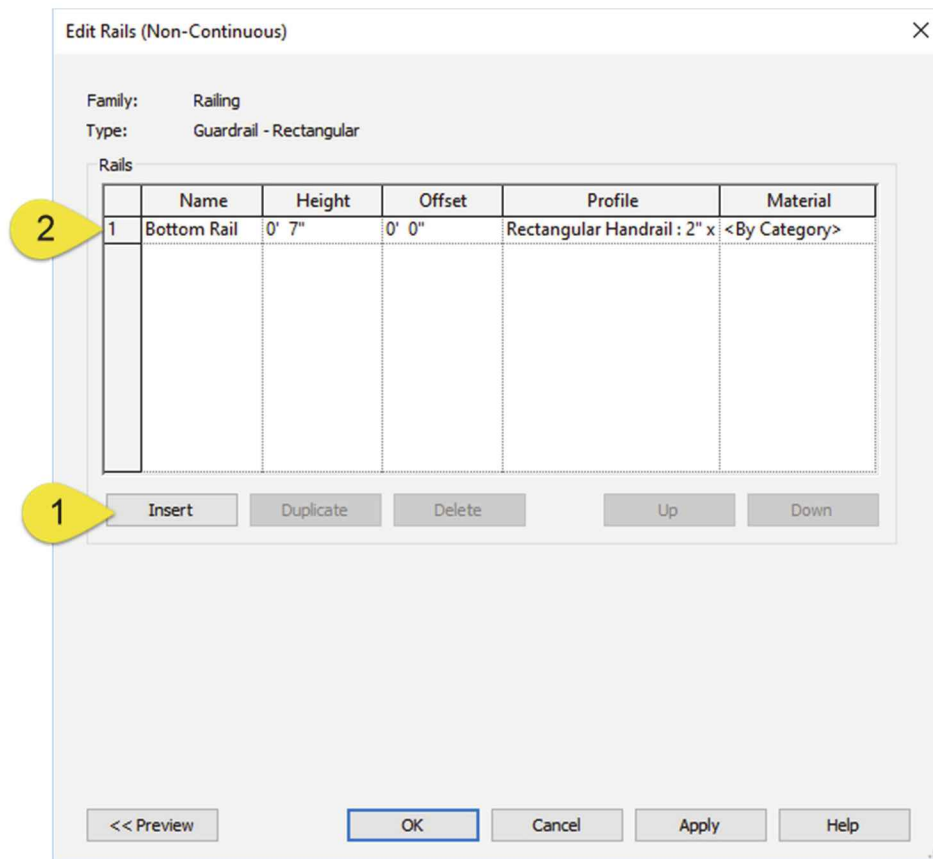 Edit Rails (Non-Continuous)
Family: Railing
Type: Guardrail - Rectangular
Rails
Name Height Offset Profile Material
2 1 Bottom Rail 0' 7" 0' 0" Rectangular Handrail : 2" x <By Category>
1 Insert Duplicate Delete Up Down
<< Preview OK Cancel Apply Help